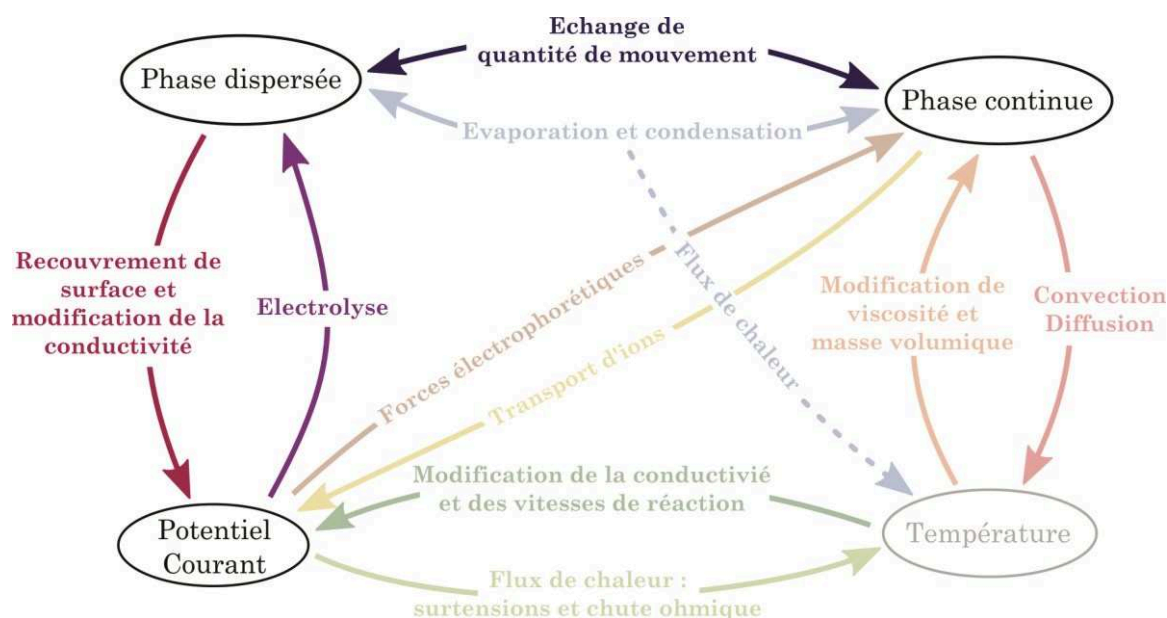 Echange de
quantité de mouvement
Phase dispersée
Phase continue
Evaporation et condensation
Recouvrement de
surface et
modification de la
conductivité
Electrolyse
Forces électrophorétiques
Transport d'ions
Flux de chaleur
Modification de
viscosité et
masse volumique
Convection
Diffusion
Modification de la conductivié
et des vitesses de réaction
Potentiel
Courant
Température
Flux de chaleur :
surtensions et chute ohmique